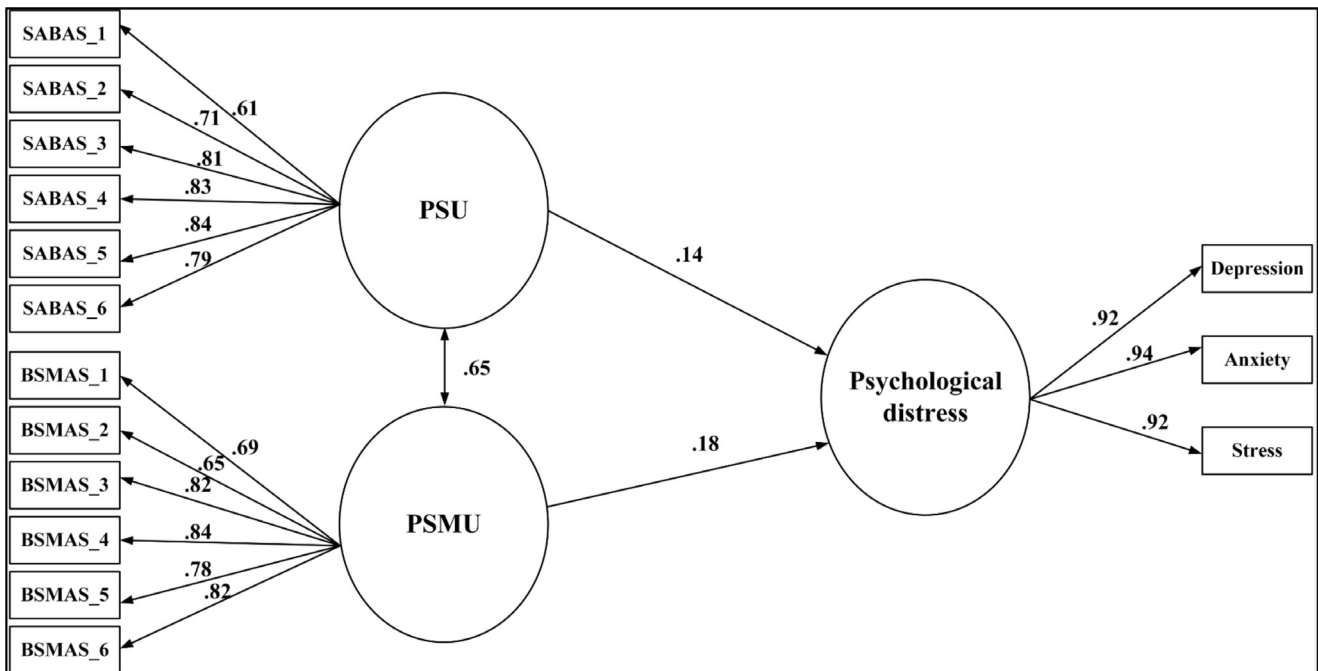 SABAS_1
SABAS_2
SABAS_3
SABAS_4
SABAS_5
SABAS_6
.61
.71
.81
.83
.84
.79
PSU
.14
.65
BSMAS_1
BSMAS_2
BSMAS_3
BSMAS_4
BSMAS_5
BSMAS_6
.69
.65
.82
.84
.78
.82
PSMU
.18
Psychological
distress
.92
.94
.92
Depression
Anxiety
Stress